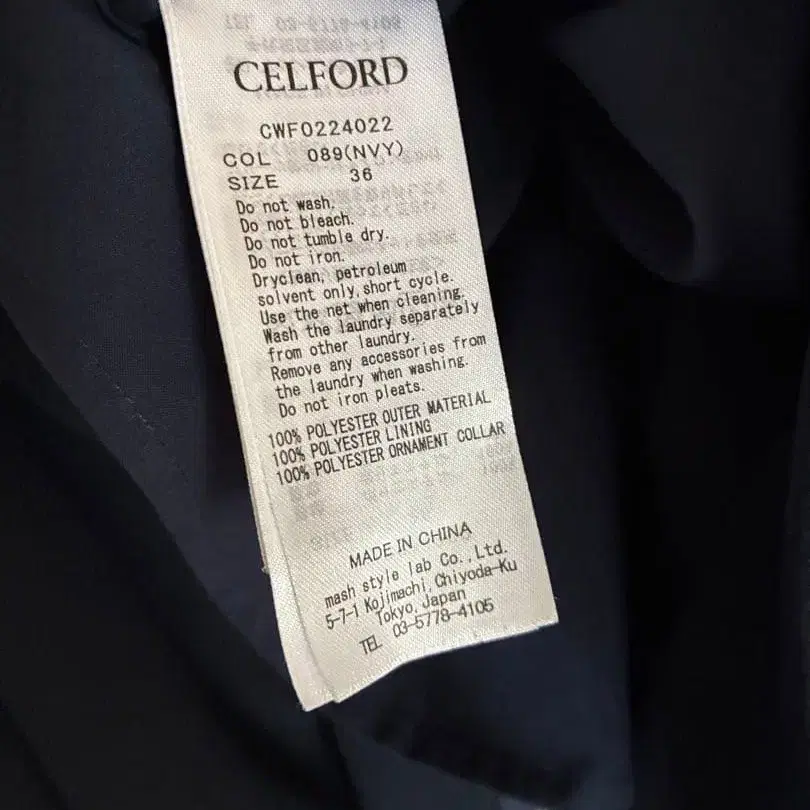 CELFORD
CWF0224022
COL 089(NVY)
SIZE 36
Do not wash.
Do not bleach.
Do not tumble dry.
Do not iron.
Dryclean, petroleum
solvent only, short cycle.
Use the net when cleaning.
Wash the laundry separately
from other laundry.
Remove any accessories from
the laundry when washing.
Do not iron pleats.
100% POLYESTER OUTER MATERIAL
100% POLYESTER LINING
100% POLYESTER ORNAMENT COLLAR
MADE IN CHINA
mash style lab Co.,Ltd.
5-7-1 Kojimachi,Chiyoda-Ku
Tokyo,Japan
TEL 03-5778-4105